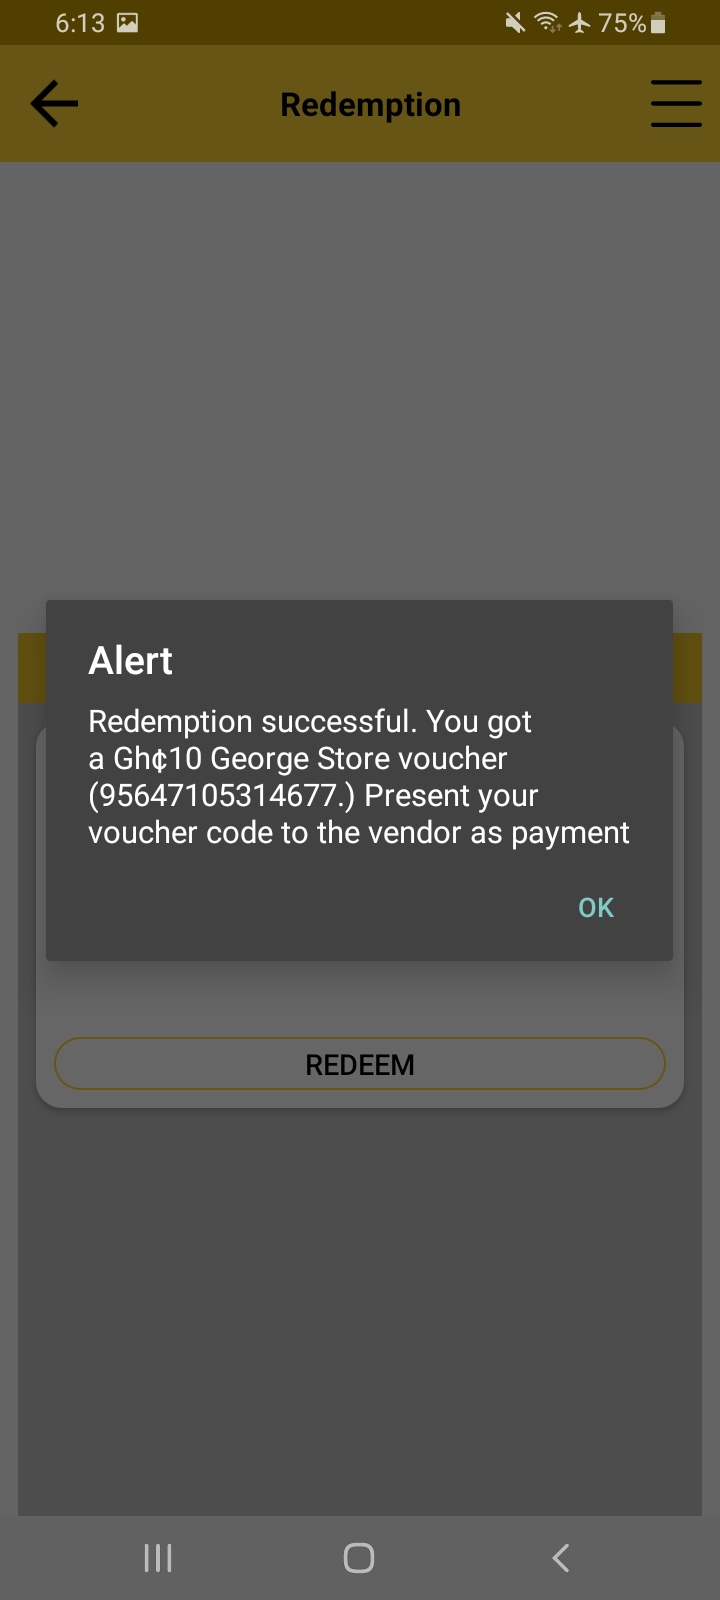 6:13
75%
Redemption
Alert
Redemption successful. You got
a Gh¢10 George Store voucher
(95647105314677.) Present your
voucher code to the vendor as payment
OK
REDEEM